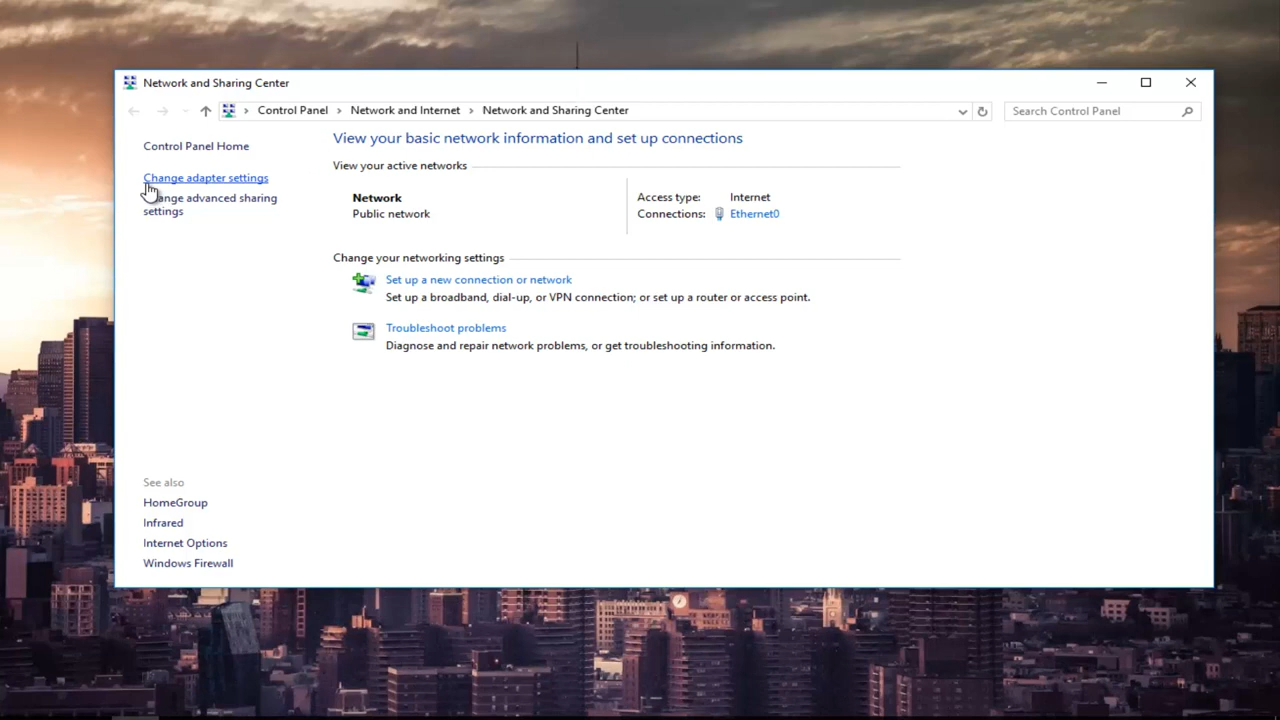 Network and Sharing Center
Control Panel > Network and Internet > Network and Sharing Center
Search Control Panel
Control Panel Home
Change adapter settings
ange advanced sharing
settings
View your basic network information and set up connections
View your active networks
Network
Public network
Access type: Internet
Connections: Ethernet0
Change your networking settings
Set up a new connection or network
Set up a broadband, dial-up, or VPN connection; or set up a router or access point.
Troubleshoot problems
Diagnose and repair network problems, or get troubleshooting information.
See also
HomeGroup
Infrared
Internet Options
Windows Firewall